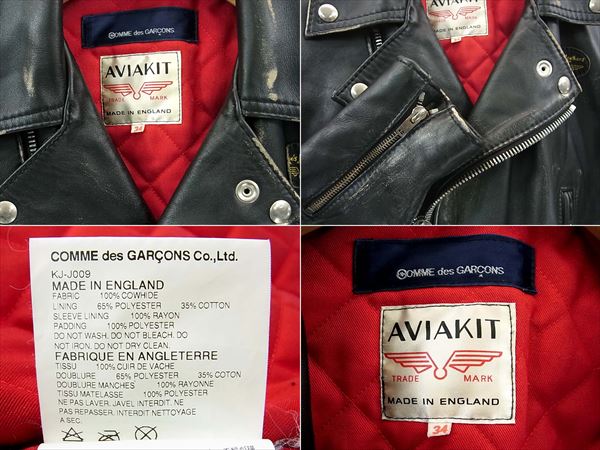 COMME des GARÇONS
AVIAKIT
TRADE MARK
MADE IN ENGLAND
34
MADE IN ENGLAND
COMME des GARÇONS Co.,Ltd.
KJ-J009
MADE IN ENGLAND
FABRIC 100% COWHIDE
LINING 65% POLYESTER 35% COTTON
SLEEVE LINING 100% RAYON
PADDING 100% POLYESTER
DO NOT WASH. DO NOT BLEACH. DO
NOT IRON. DO NOT DRY CLEAN.
FABRIQUE EN ANGLETERRE
TISSU 100% CUIR DE VACHE
DOUBLURE 65% POLYESTER 35% COTON
DOUBLURE MANCHES 100% RAYONNE
TISSU MATELASSE 100% POLYESTER
NE PAS LAVER. JAVEL INTERDIT. NE
PAS REPASSER. INTERDIT NETTOYAGE
A SEC.
COMME des GARÇONS
AVIAKIT
TRADE MARK
MADE IN ENGLAND
34